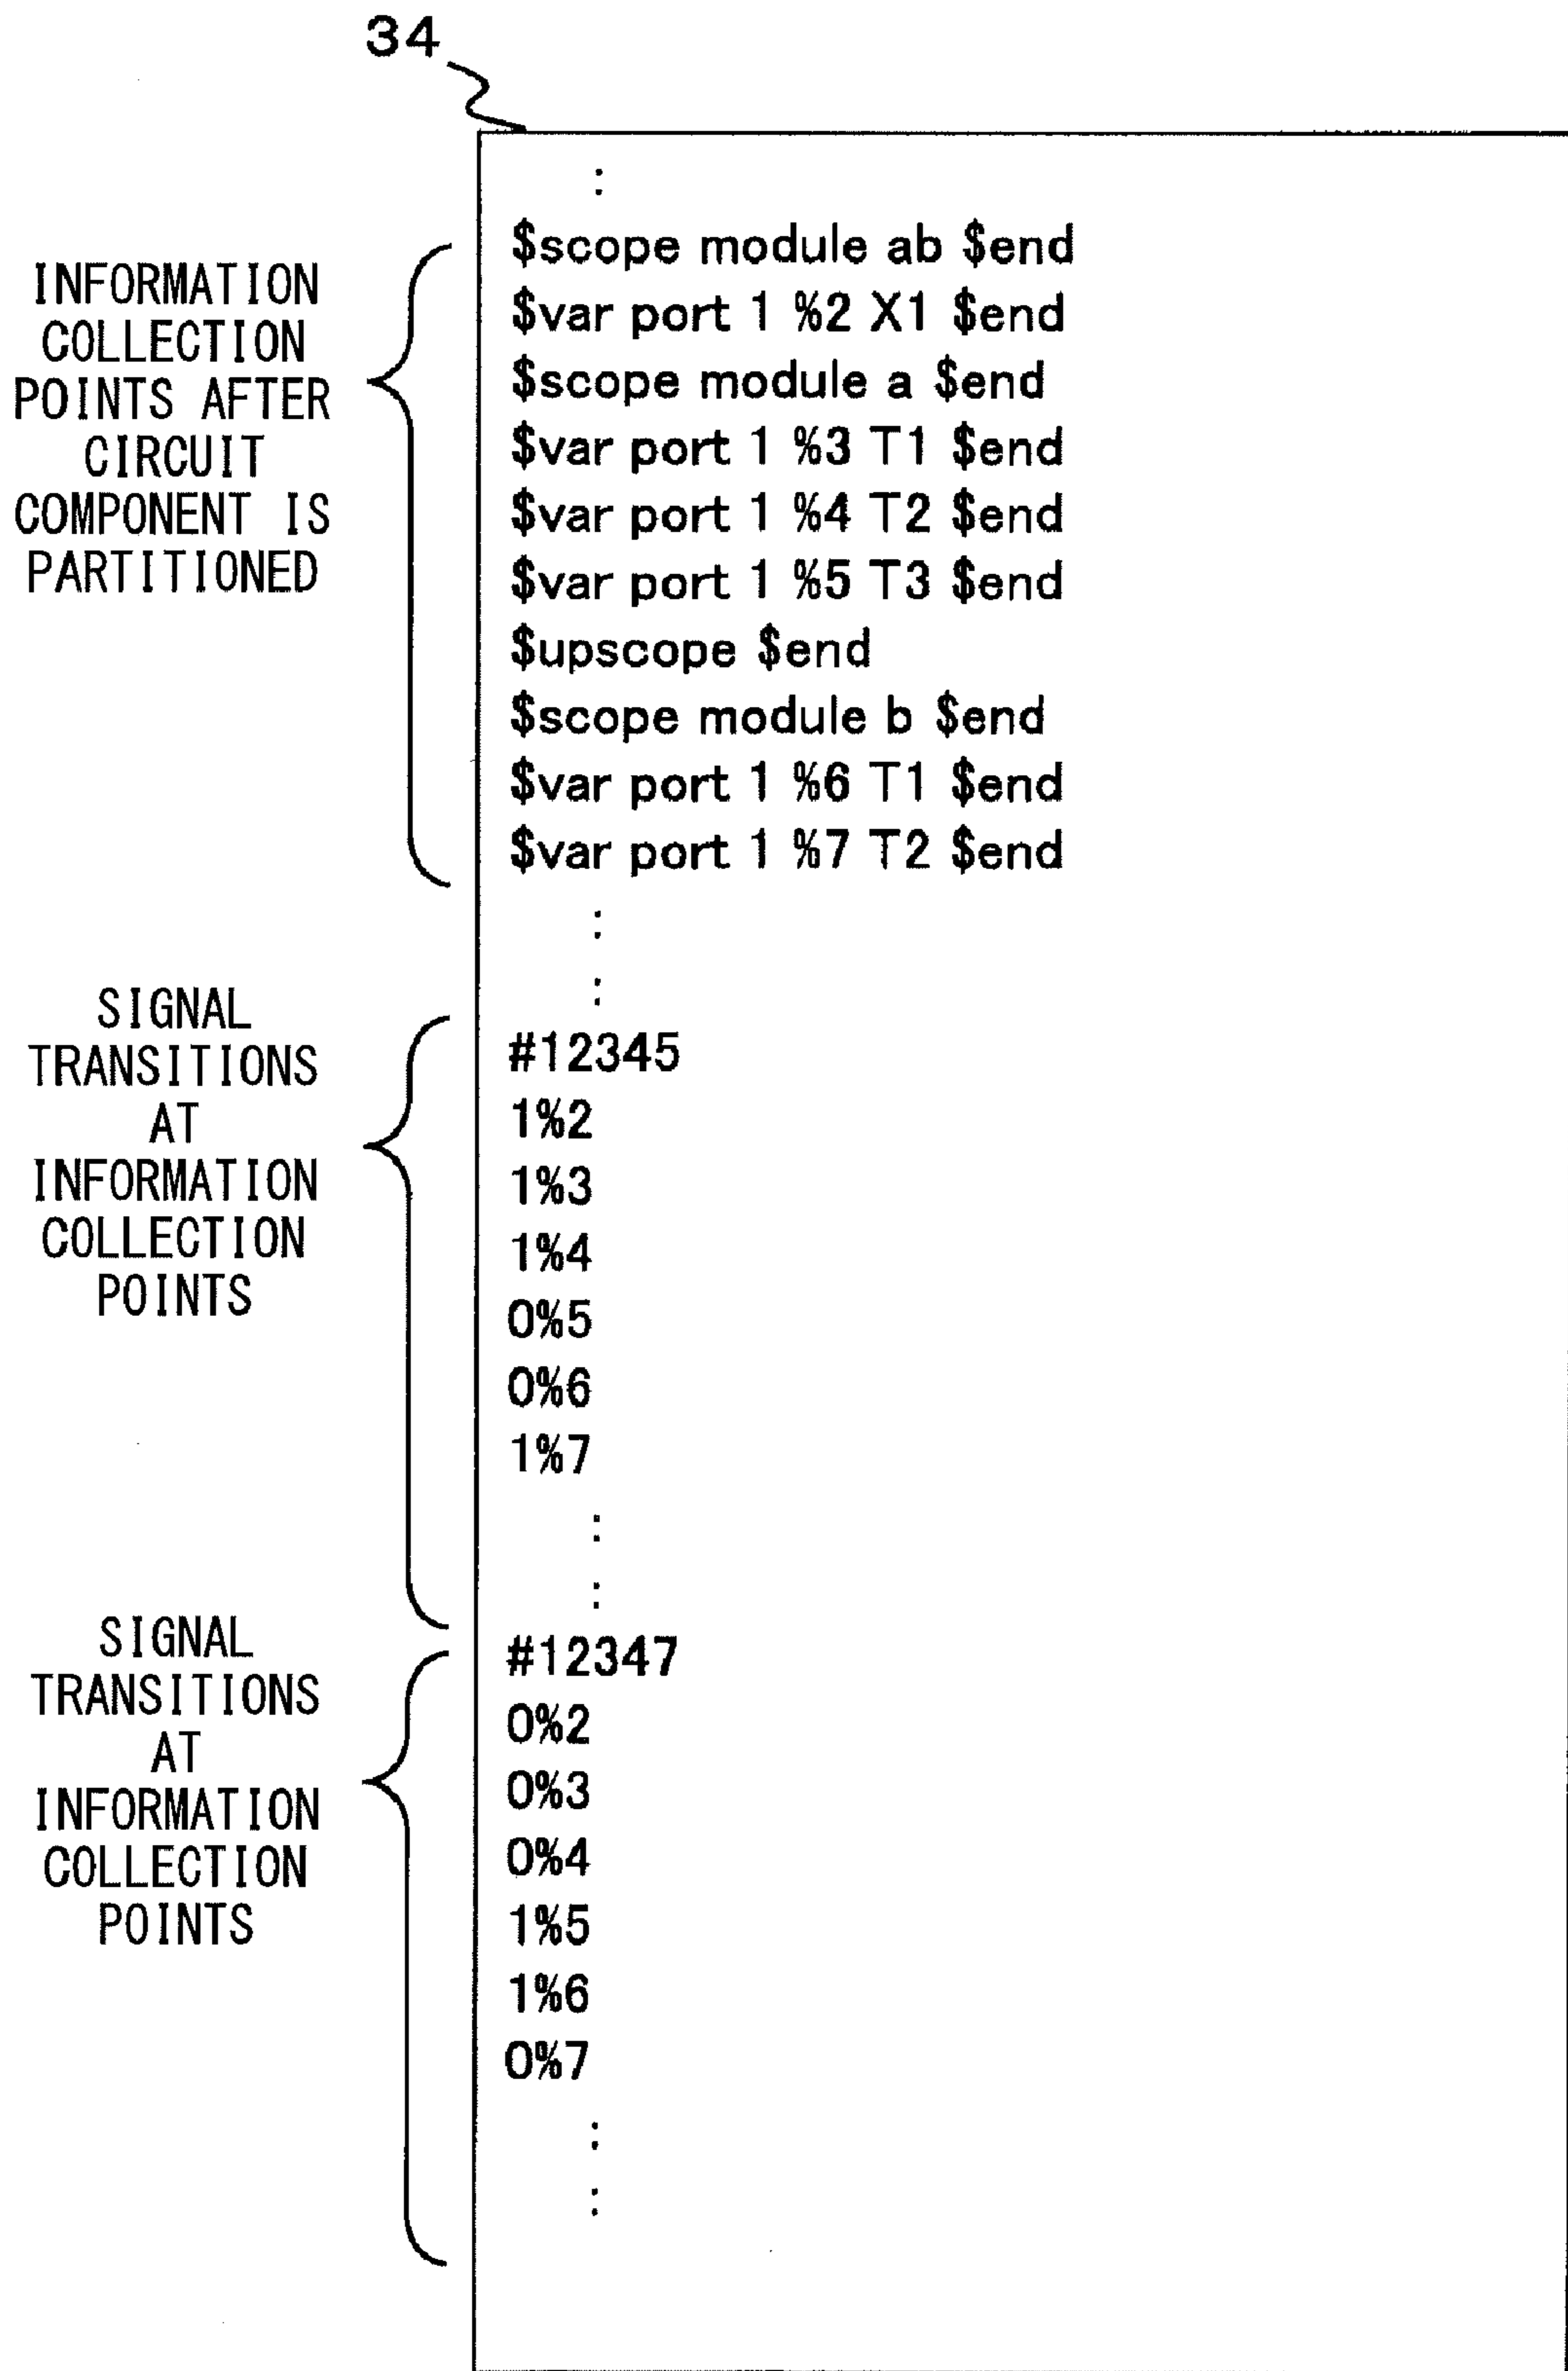 34
:
INFORMATION
COLLECTION
POINTS AFTER
CIRCUIT
COMPONENT IS
PARTITIONED
$scope module ab $end
$var port 1 %2 X1 $end
$scope module a $end
$var port 1 %3 T1 $end
$var port 1 %4 T2 $end
$var port 1 %5 T3 $end
$upscope $end
$scope module b $end
$var port 1 %6 T1 $end
$var port 1 %7 T2 $end
:
:
SIGNAL
TRANSITIONS
AT
INFORMATION
COLLECTION
POINTS
#12345
1%2
1%3
1%4
0%5
0%6
1%7
:
:
SIGNAL
TRANSITIONS
AT
INFORMATION
COLLECTION
POINTS
#12347
0%2
0%3
0%4
1%5
1%6
0%7
:
: